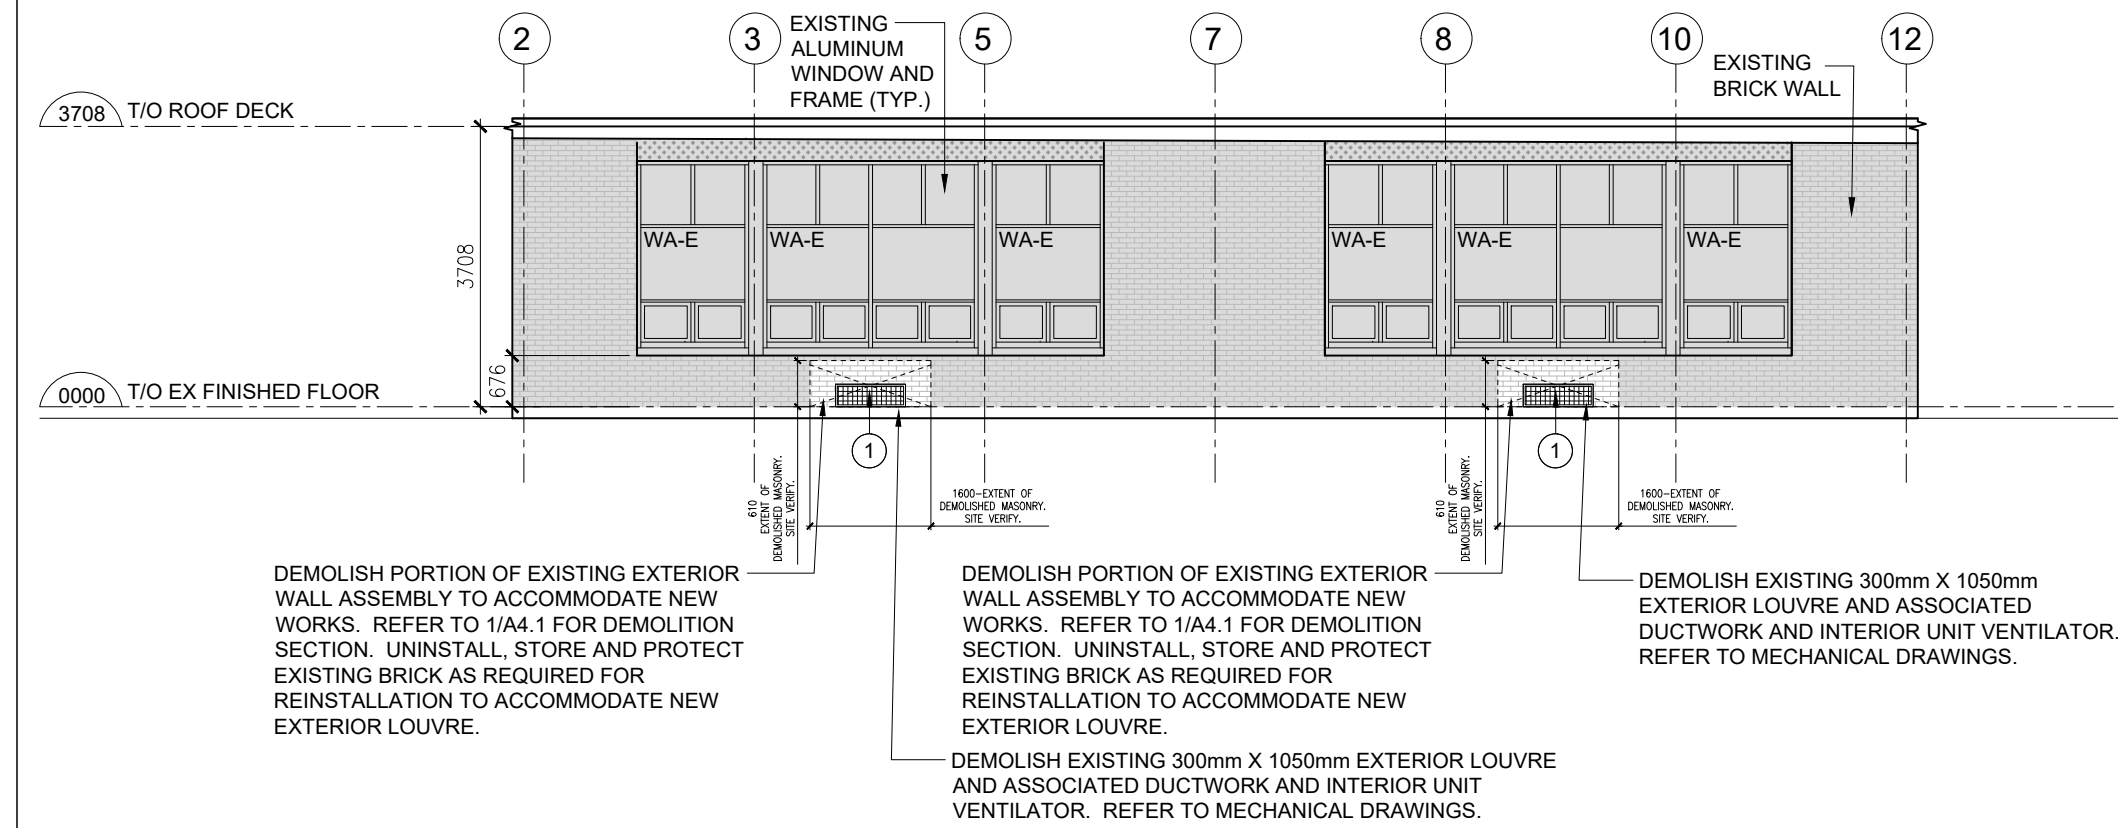 2
3
5
7
8
10
12
EXISTING
ALUMINUM
WINDOW AND
FRAME (TYP.)
EXISTING
BRICK WALL
3708
T/O ROOF DECK
3708
WA-E
WA-E
WA-E
WA-E
WA-E
WA-E
676
0000
T/O EX FINISHED FLOOR
1
1
610
EXTENT OF
DEMOLISHED MASONRY.
SITE VERIFY.
1600-EXTENT OF
DEMOLISHED MASONRY.
SITE VERIFY.
610
EXTENT OF
DEMOLISHED MASONRY.
SITE VERIFY.
1600-EXTENT OF
DEMOLISHED MASONRY.
SITE VERIFY.
DEMOLISH PORTION OF EXISTING EXTERIOR
WALL ASSEMBLY TO ACCOMMODATE NEW
WORKS. REFER TO 1/A4.1 FOR DEMOLITION
SECTION. UNINSTALL, STORE AND PROTECT
EXISTING BRICK AS REQUIRED FOR
REINSTALLATION TO ACCOMMODATE NEW
EXTERIOR LOUVRE.
DEMOLISH PORTION OF EXISTING EXTERIOR
WALL ASSEMBLY TO ACCOMMODATE NEW
WORKS. REFER TO 1/A4.1 FOR DEMOLITION
SECTION. UNINSTALL, STORE AND PROTECT
EXISTING BRICK AS REQUIRED FOR
REINSTALLATION TO ACCOMMODATE NEW
EXTERIOR LOUVRE.
DEMOLISH EXISTING 300mm X 1050mm
EXTERIOR LOUVRE AND ASSOCIATED
DUCTWORK AND INTERIOR UNIT VENTILATOR.
REFER TO MECHANICAL DRAWINGS.
DEMOLISH EXISTING 300mm X 1050mm EXTERIOR LOUVRE
AND ASSOCIATED DUCTWORK AND INTERIOR UNIT
VENTILATOR. REFER TO MECHANICAL DRAWINGS.